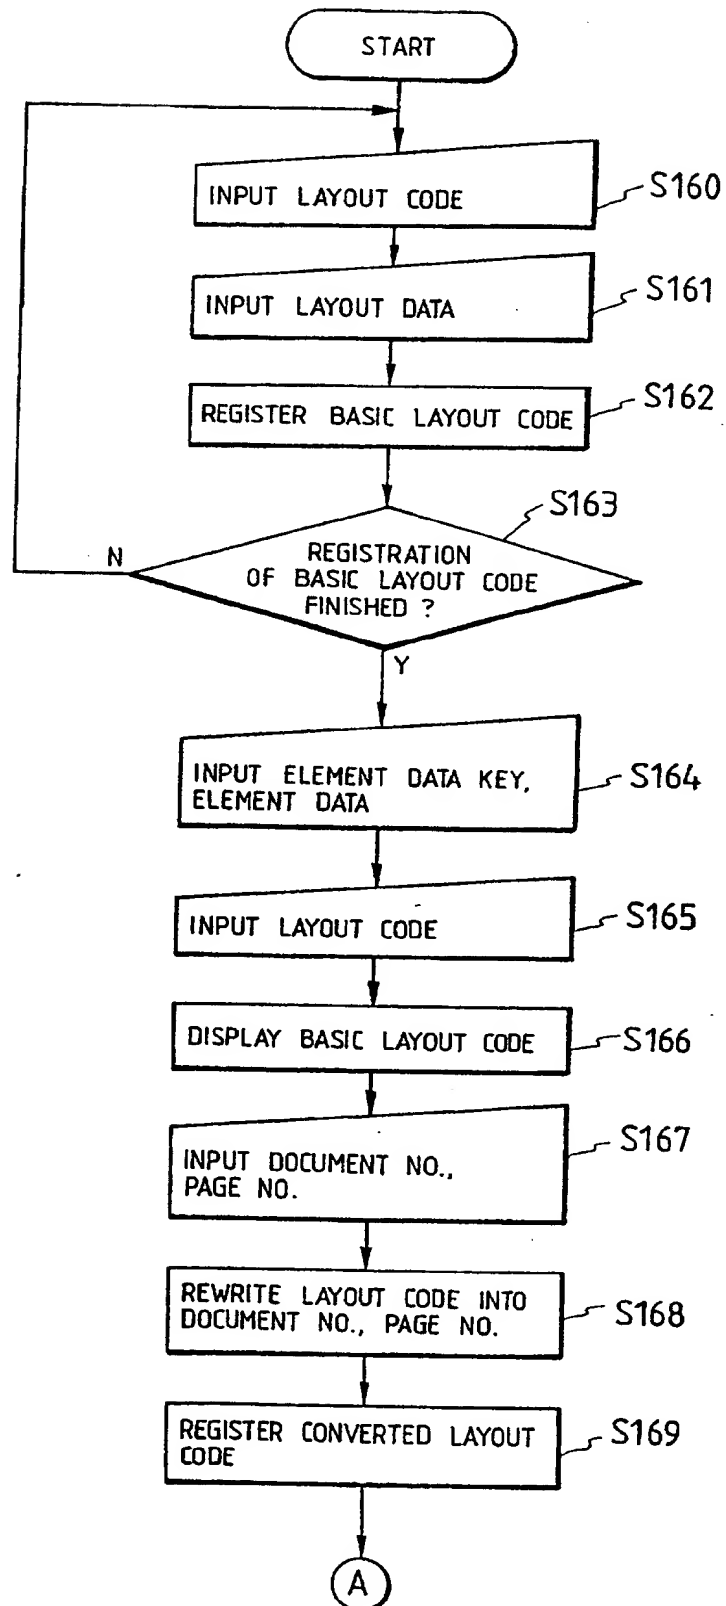 START
INPUT LAYOUT CODE
S160
INPUT LAYOUT DATA
S161
REGISTER BASIC LAYOUT CODE
S162
S163
N
REGISTRATION
OF BASIC LAYOUT CODE
FINISHED ?
Y
INPUT ELEMENT DATA KEY,
ELEMENT DATA
S164
INPUT LAYOUT CODE
S165
DISPLAY BASIC LAYOUT CODE
S166
INPUT DOCUMENT NO.,
PAGE NO.
S167
REWRITE LAYOUT CODE INTO
DOCUMENT NO., PAGE NO.
S168
REGISTER CONVERTED LAYOUT
CODE
S169
A